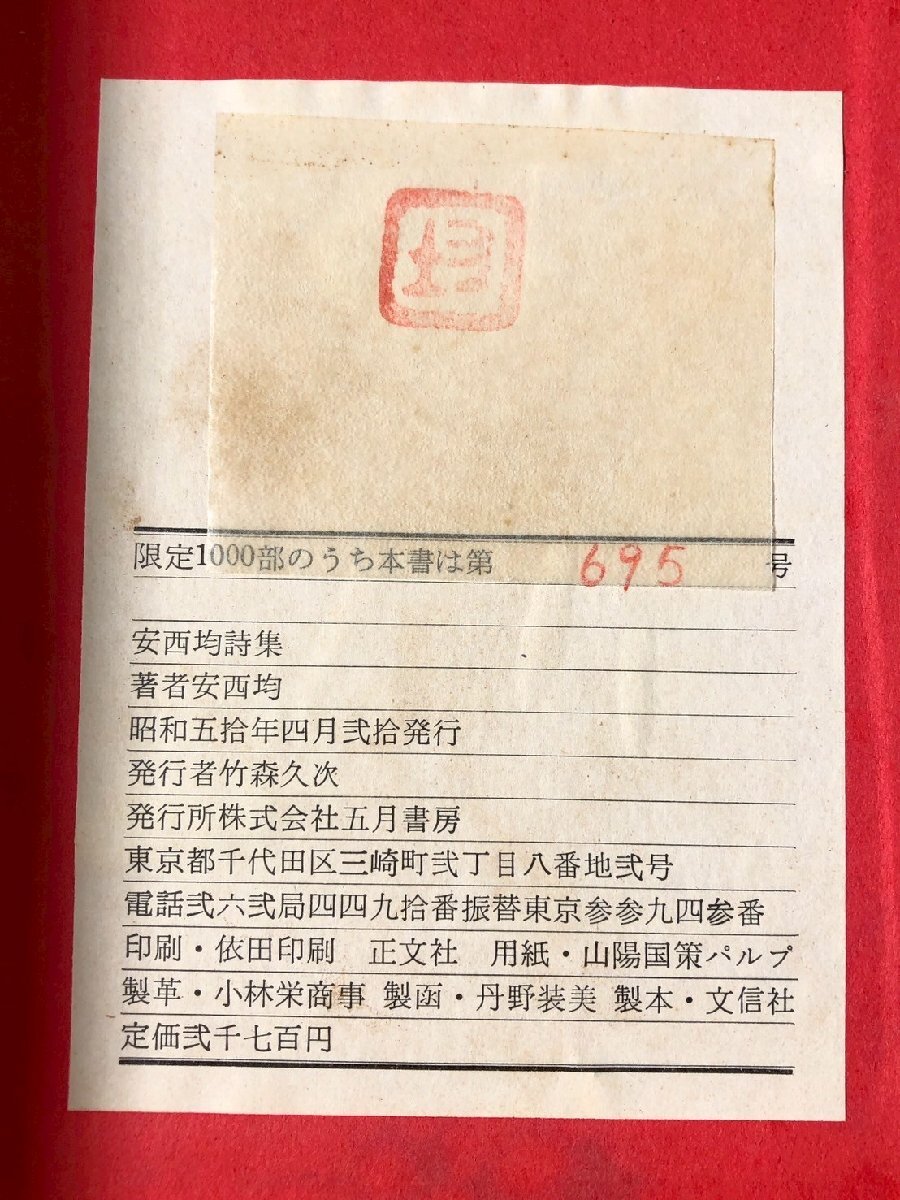 均
限定1000部のうち本書は第 695 号
安西均詩集
著者安西均
昭和五拾年四月弐拾発行
発行者竹森久次
発行所株式会社五月書房
東京都千代田区三崎町弐丁目八番地弐号
電話弐六弐局四四九拾番振替東京参参九四参番
印刷・依田印刷　正文社　用紙・山陽国策パルプ
製革・小林栄商事 製函・丹野装美 製本・文信社
定価弐千七百円